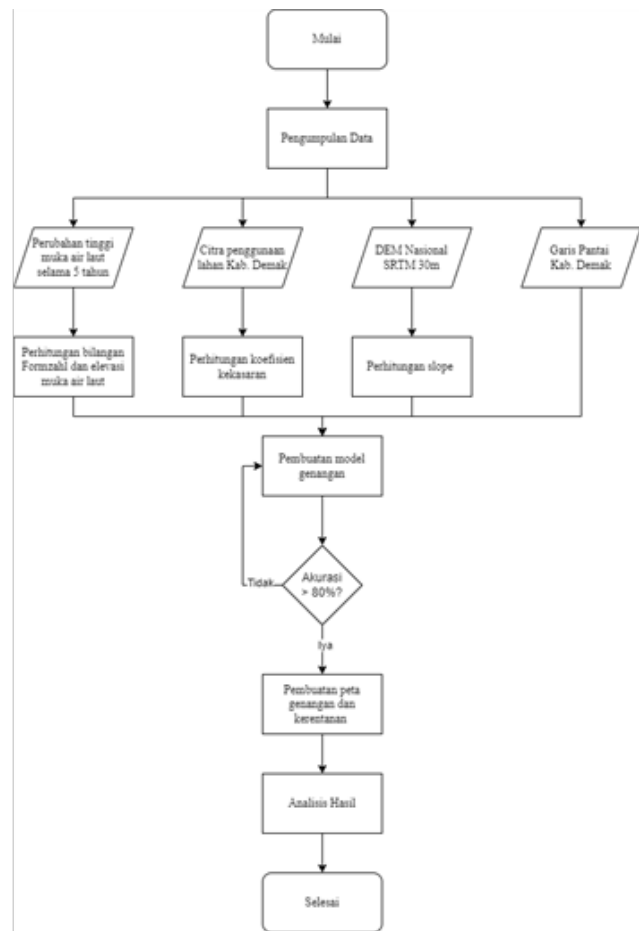 Mulai
Pengumpulan Data
Perubahan tinggi
muka air laut
selama 5 tahun
Citra penggunaan
lahan Kab. Demak
DEM Nasional
SRTM 30m
Garis Pantai
Kab. Demak
Perhitungan bilangan
Formzahl dan elevasi
muka air laut
Perhitungan koefisien
kekasaran
Perhitungan slope
Pembuatan model
genangan
Akurasi
> 80%?
Tidak
Iya
Pembuatan peta
genangan dan
kerentanan
Analisis Hasil
Selesai